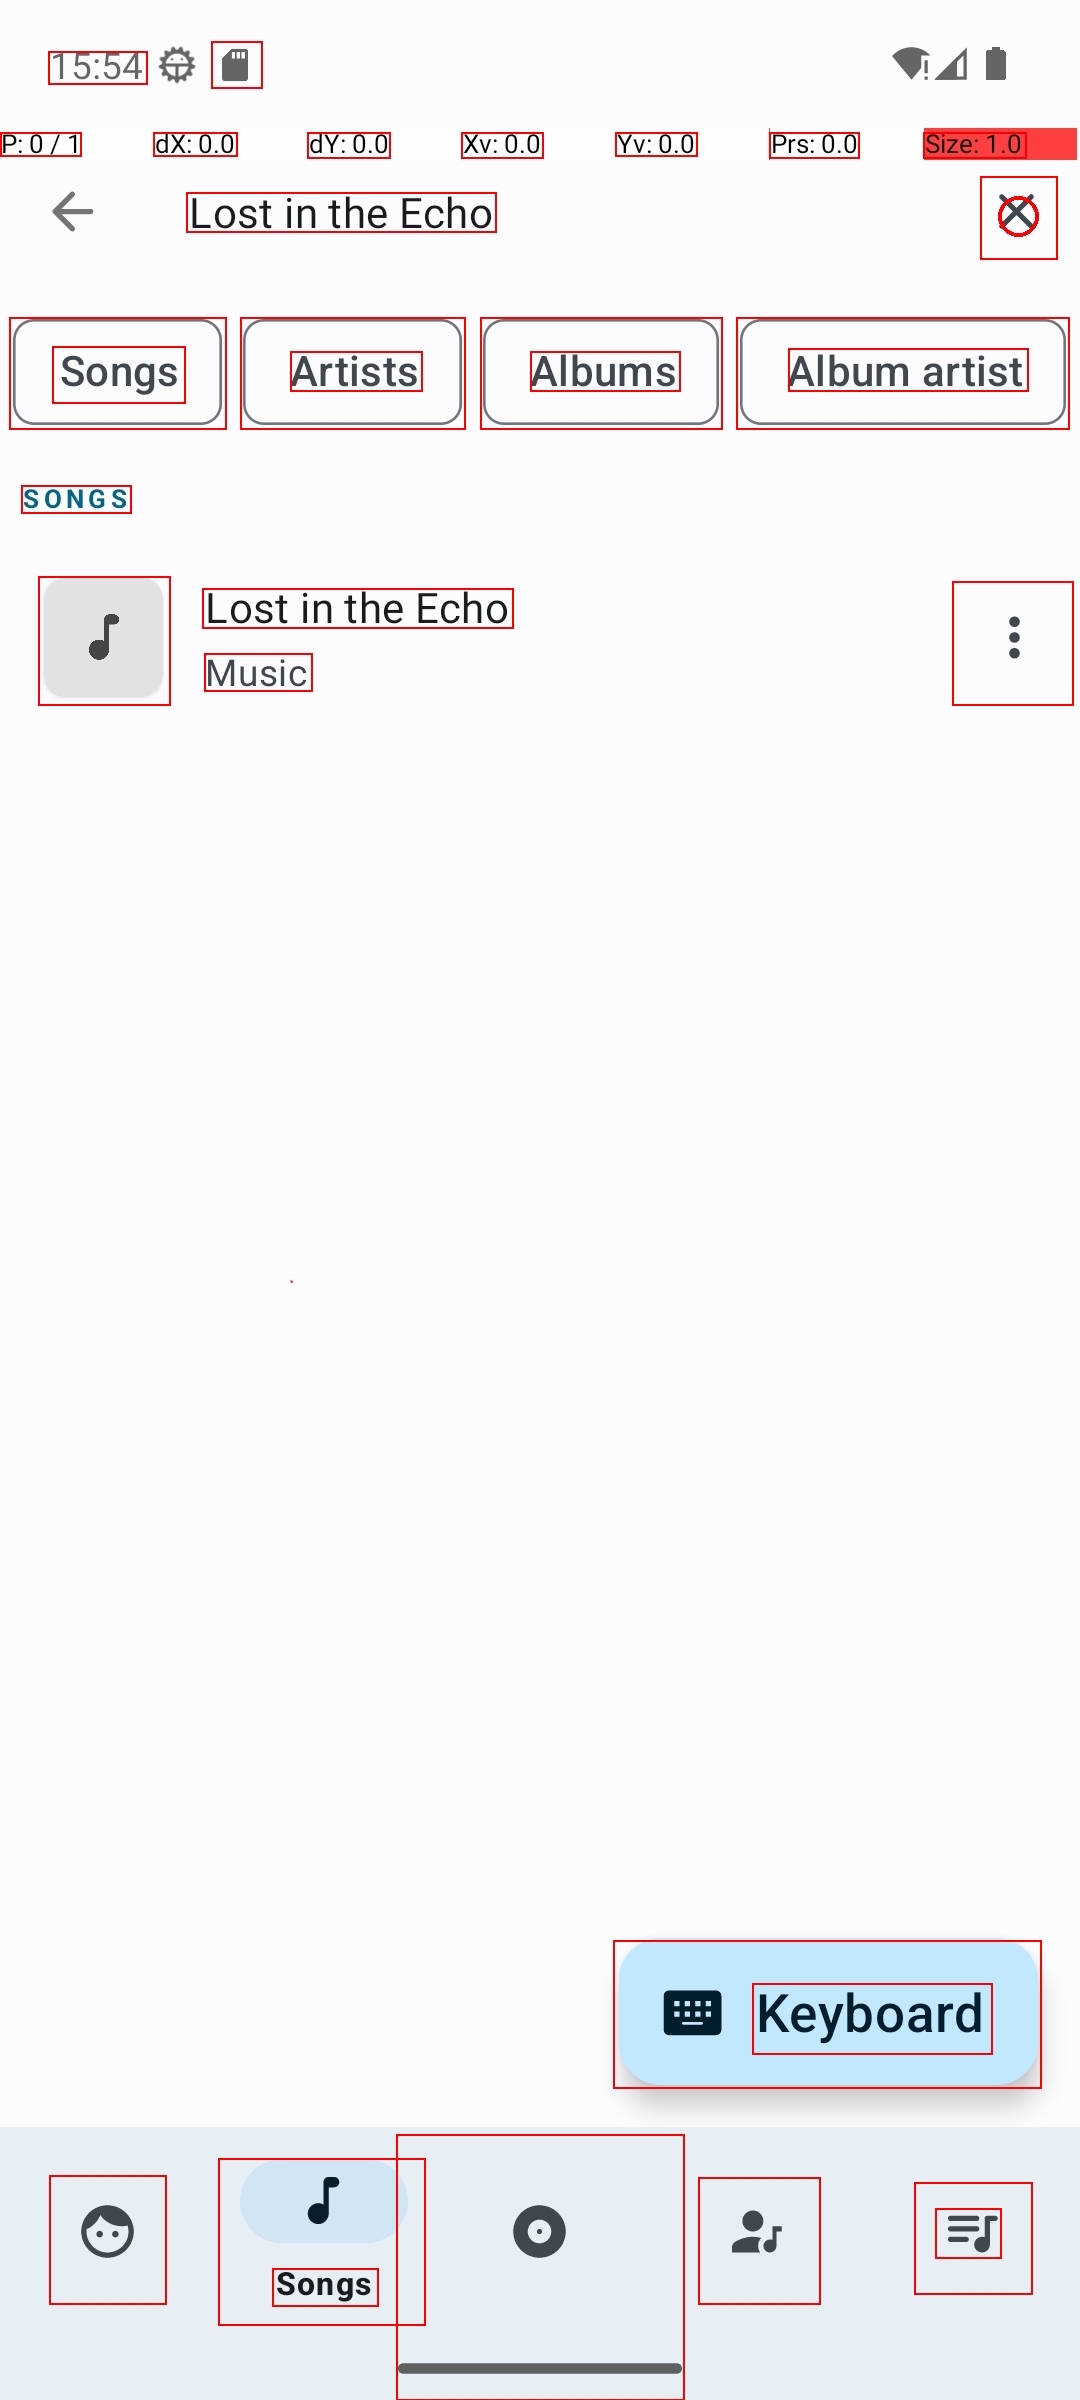 15:54
P: 0 / 1 dX: 0.0 dY: 0.0 Xv: 0.0 Yv: 0.0 Prs: 0.0 Size: 1.0
Lost in the Echo
Songs Artists Albums Album artist
SONGS
Lost in the Echo
Music
Keyboard
Songs